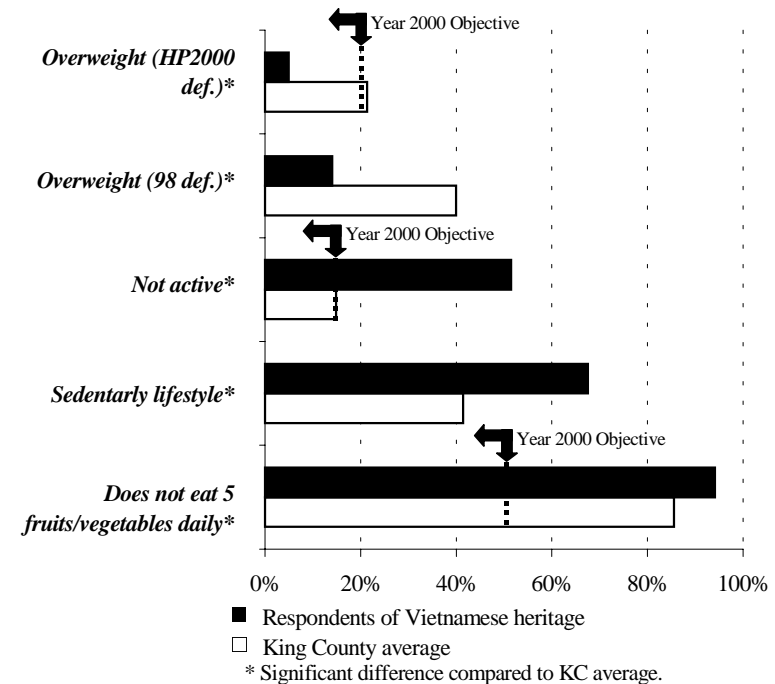 Year 2000 Objective
Overweight (HP2000
def.)*
Overweight (98 def.)*
Year 2000 Objective
Not active*
Sedentarly lifestyle*
Year 2000 Objective
Does not eat 5
fruits/vegetables daily*
0% 20% 40% 60% 80% 100%
Respondents of Vietnamese heritage
King County average
* Significant difference compared to KC average.